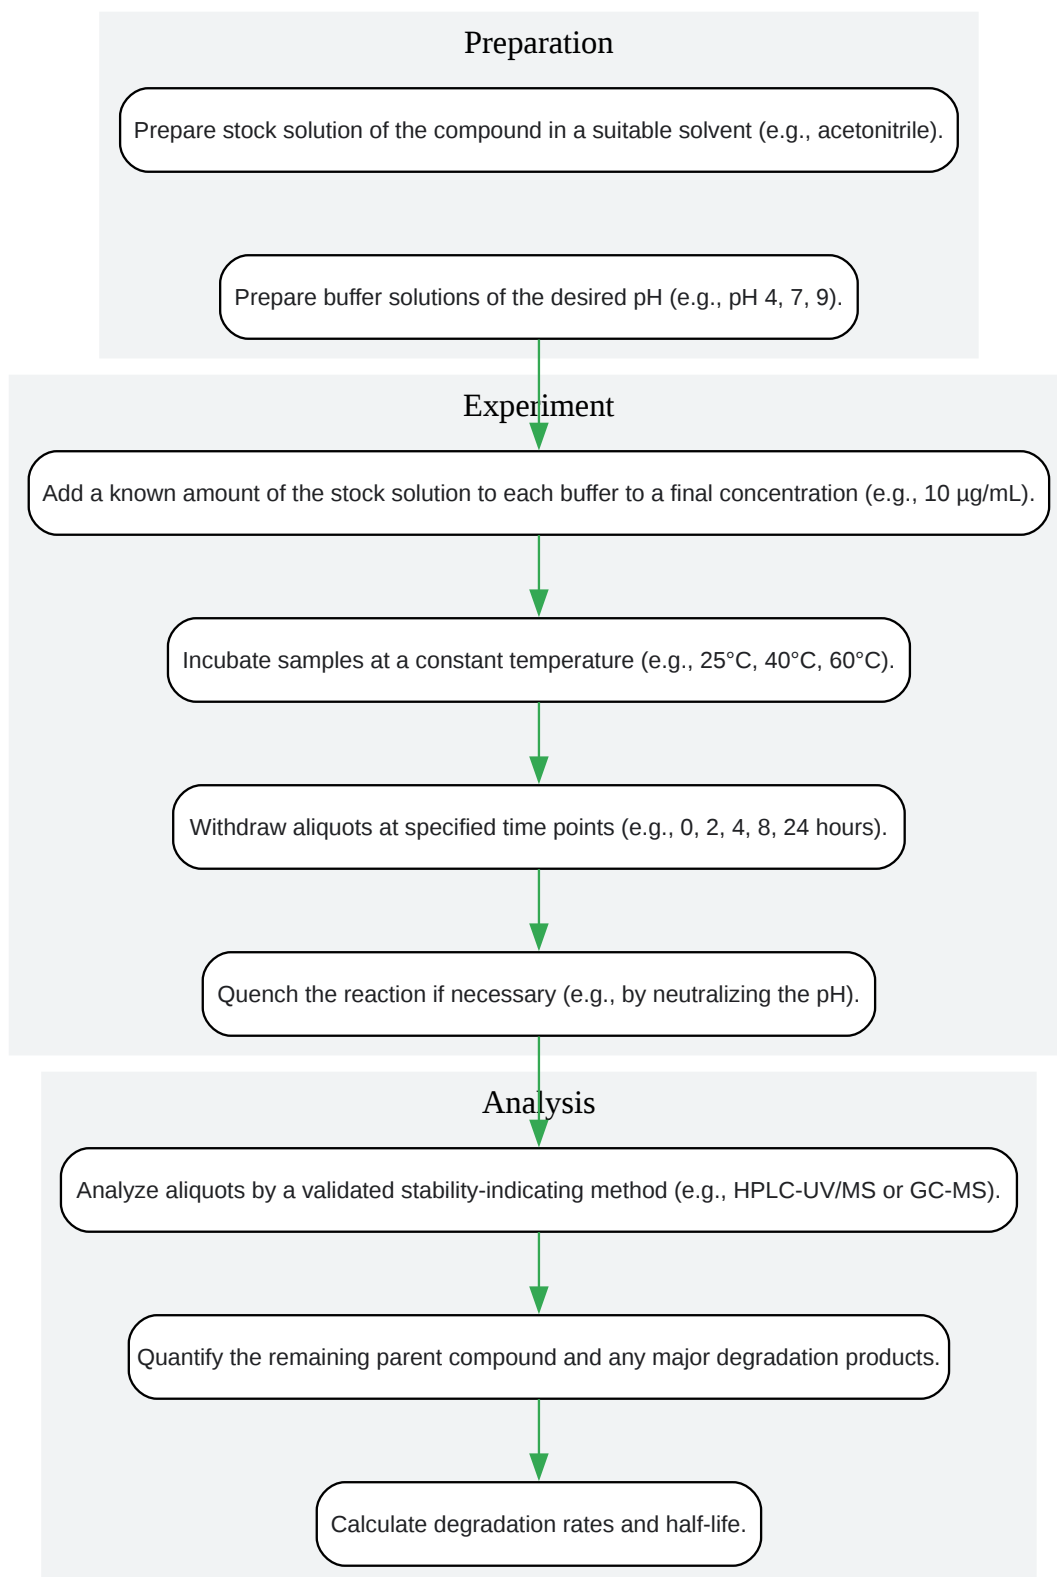 Preparation
Prepare stock solution of the compound in a suitable solvent (e.g., acetonitrile).
Prepare buffer solutions of the desired pH (e.g., pH 4, 7, 9).
Experiment
Add a known amount of the stock solution to each buffer to a final concentration (e.g., 10 µg/mL).
Incubate samples at a constant temperature (e.g., 25°C, 40°C, 60°C).
Withdraw aliquots at specified time points (e.g., 0, 2, 4, 8, 24 hours).
Quench the reaction if necessary (e.g., by neutralizing the pH).
Analysis
Analyze aliquots by a validated stability-indicating method (e.g., HPLC-UV/MS or GC-MS).
Quantify the remaining parent compound and any major degradation products.
Calculate degradation rates and half-life.